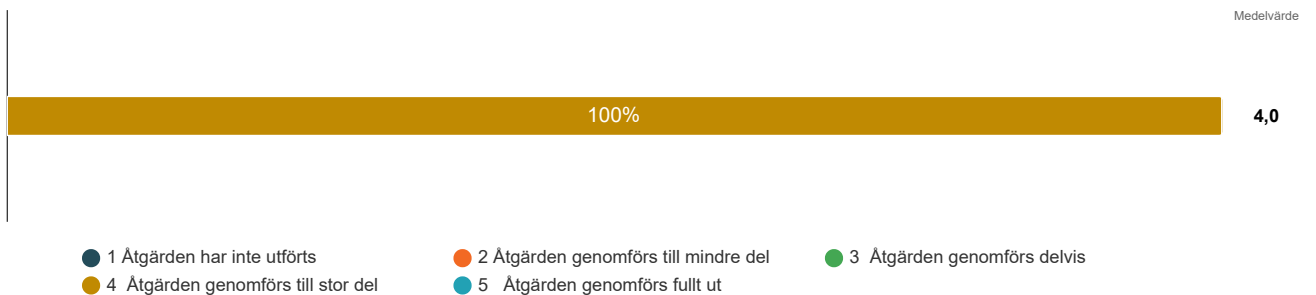 Medelvärde
100% 4,0
1 Åtgärden har inte utförts 2 Åtgärden genomförs till mindre del 3 Åtgärden genomförs delvis
4 Åtgärden genomförs till stor del 5 Åtgärden genomförs fullt ut